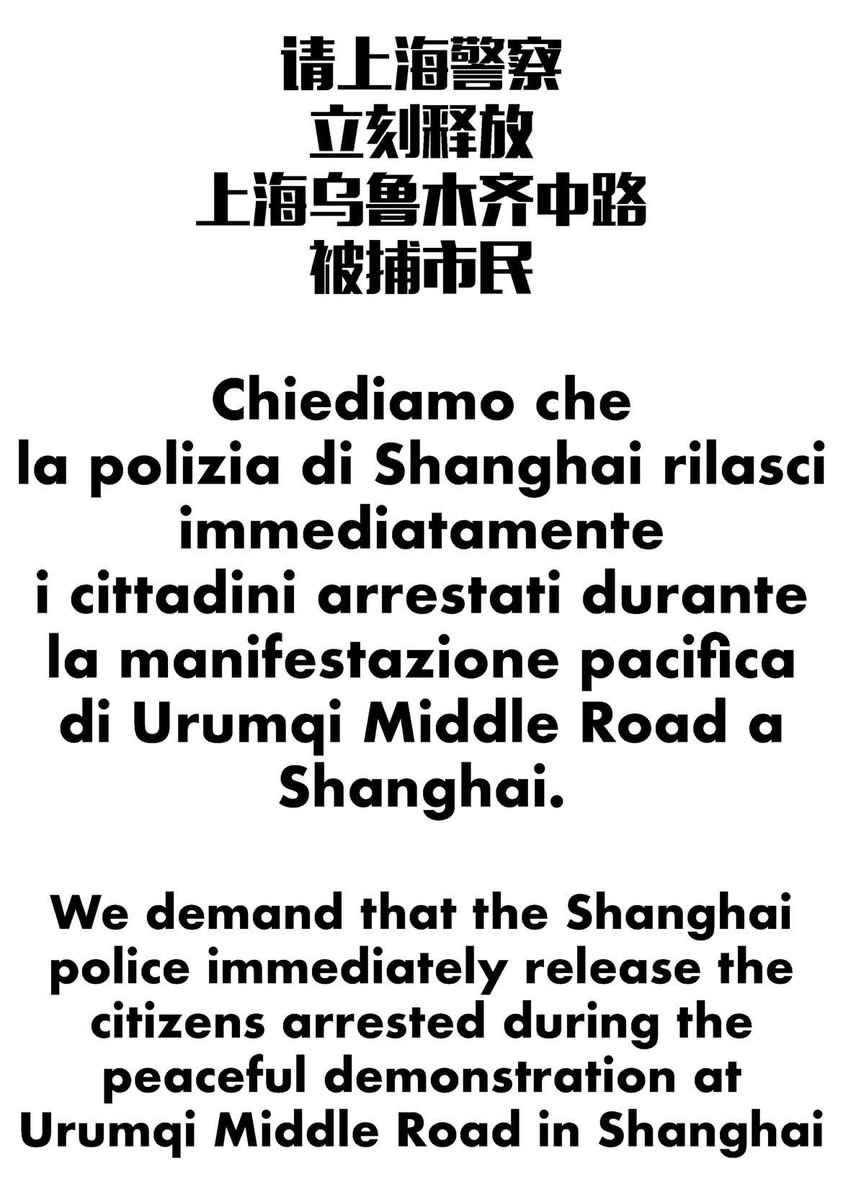 请上海警察
立刻释放
上海乌鲁木齐中路
被捕市民
Chiediamo che
la polizia di Shanghai rilasci
immediatamente
i cittadini arrestati durante
la manifestazione pacifica
di Urumqi Middle Road a
Shanghai.
We demand that the Shanghai
police immediately release the
citizens arrested during the
peaceful demonstration at
Urumqi Middle Road in Shanghai